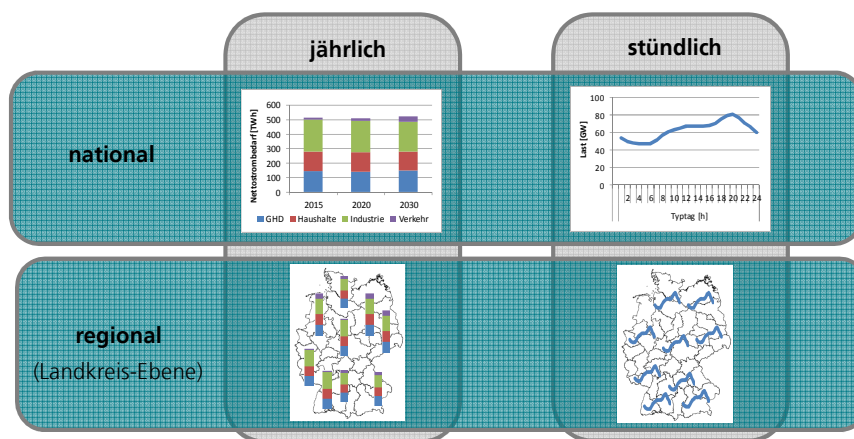 jährlich
stündlich
national
Nettostrombedarf [TWh]
600
500
400
300
200
100
0
2015 2020 2030
GHD Haushalte Industrie Verkehr
Last [GW]
100
80
60
40
20
0
2 4 6 8 10 12 14 16 18 20 22 24
Typtag [h]
regional
(Landkreis-Ebene)